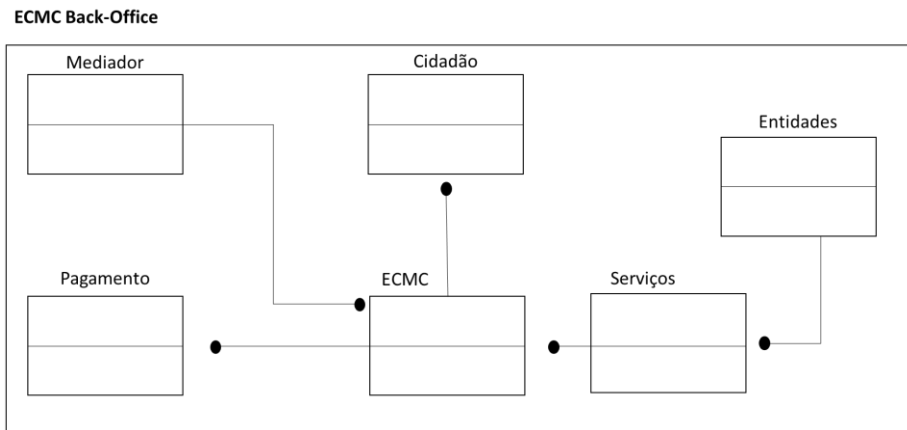 ECMC Back-Office
Mediador
Cidadão
Entidades
Pagamento
ECMC
Serviços